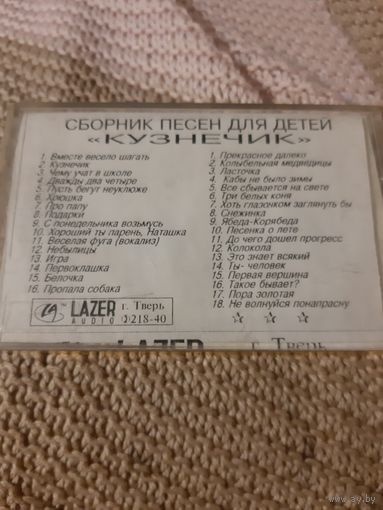 СБОРНИК ПЕСЕН ДЛЯ ДЕТЕЙ
«КУЗНЕЧИК»
1. Вместе весело шагать
2. Кузнечик
3. Чему учат в школе
4. Дважды два четыре
5. Пусть бегут неуклюже
6. Хрюшка
7. Про папу
8. Подарки
9. С понедельника возьмусь
10. Хороший ты парень, Наташка
11. Веселая фуга (вокализ)
12. Небылицы
13. Игра
14. Первоклашка
15. Белочка
16. Пропала собака
1. Прекрасное далеко
2. Колыбельная медведицы
3. Ласточка
4. Кабы не было зимы
5. Все сбывается на свете
6. Три белых коня
7. Хоть глазочком заглянуть бы
8. Снежинка
9. Ябеда-Корябеда
10. Песенка о лете
11. До чего дошел прогресс
12. Колокола
13. Это знает всякий
14. Ты- человек
15. Первая вершина
16. Такое бывает?
17. Пора золотая
18. Не волнуйся понапрасну
LAZER
AUDIO
г. Тверь
218-40
LAZER г. Тверь
ay.by